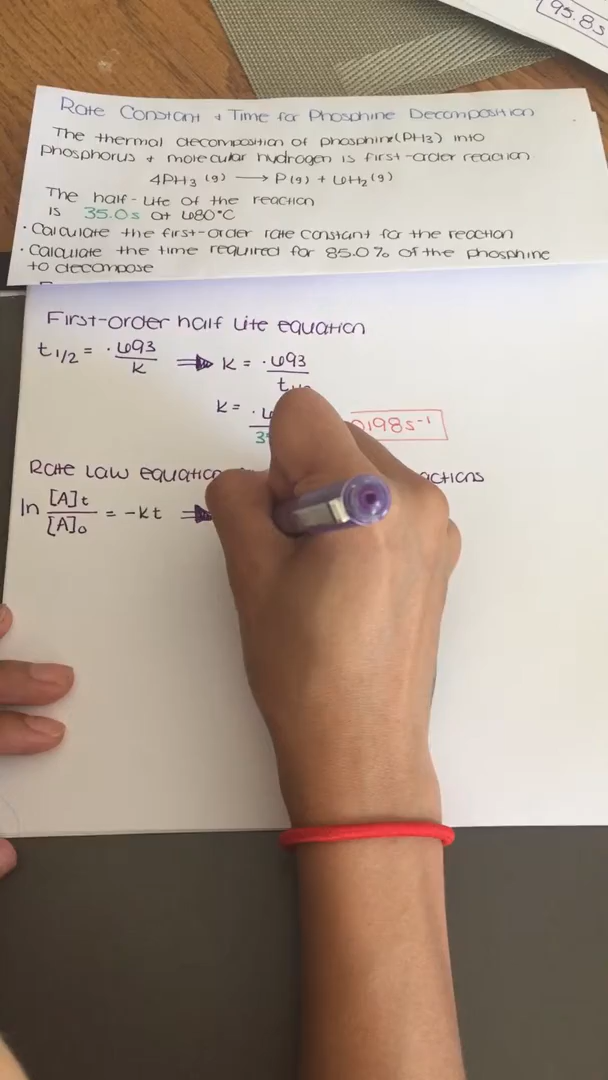 95.8s
Rate Constant + Time for Phosphine Decomposition
The thermal decomposition of phosphine(PH3) into
phosphorus + molecular hydrogen is first-order reaction
4PH3 (g) → P(g) + 6H2 (g)
The half-life of the reaction
is 35.0s at 680°C
· Calculate the first-order rate constant for the reaction
· Calculate the time required for 85.0% of the phosphine
to decompose
First-order half life equation
t1/2 = .693/k ⇒ k = .693/t
k =
0198s⁻¹
Rate Law equation
ln [A]t/[A]0 = -kt ⇒